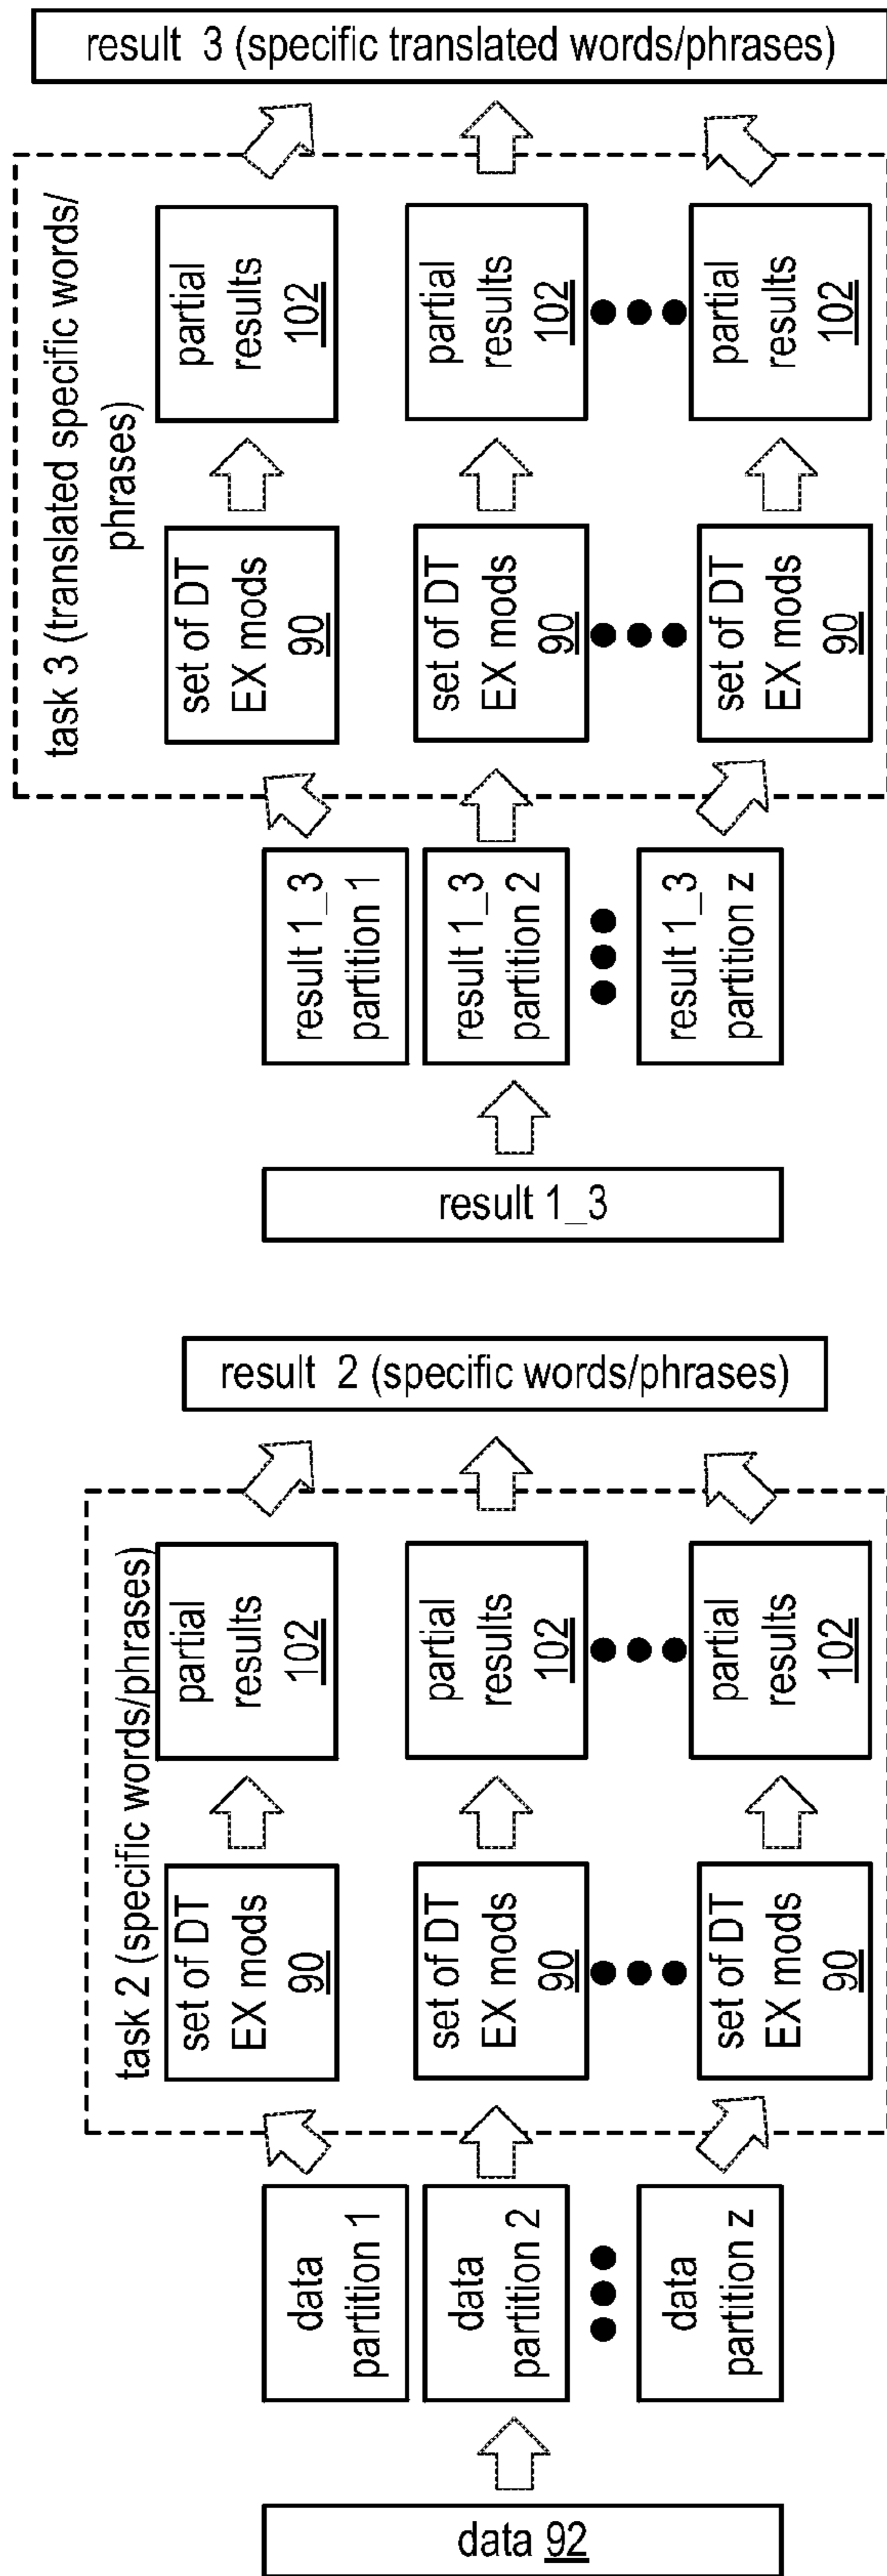 data 92
data
partition 1
data
partition 2
data
partition z
task 2 (specific words/phrases)
set of DT
EX mods
90
partial
results
102
set of DT
EX mods
90
partial
results
102
set of DT
EX mods
90
partial
results
102
result 2 (specific words/phrases)
result 1_3
result 1_3
partition 1
result 1_3
partition 2
result 1_3
partition z
task 3 (translated specific words/
phrases)
set of DT
EX mods
90
partial
results
102
set of DT
EX mods
90
partial
results
102
set of DT
EX mods
90
partial
results
102
result 3 (specific translated words/phrases)